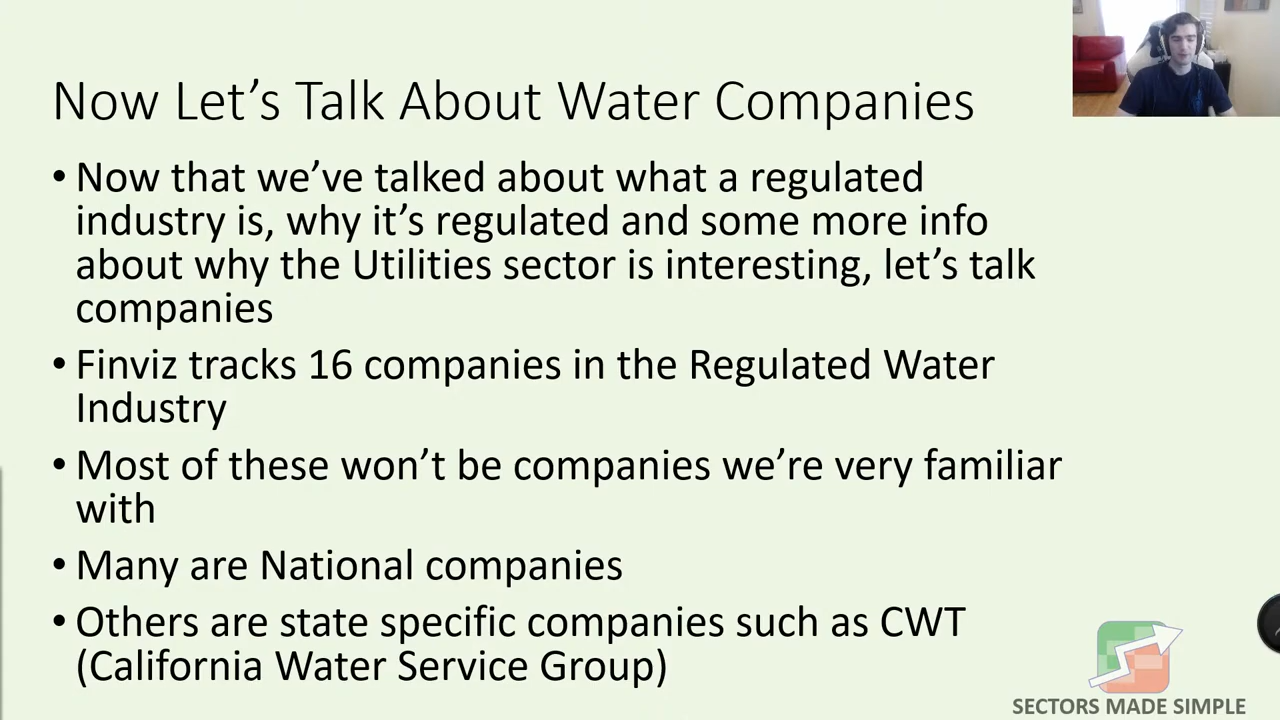 Now Let's Talk About Water Companies
• Now that we've talked about what a regulated
industry is, why it's regulated and some more info
about why the Utilities sector is interesting, let's talk
companies
• Finviz tracks 16 companies in the Regulated Water
Industry
• Most of these won't be companies we're very familiar
with
• Many are National companies
• Others are state specific companies such as CWT
(California Water Service Group)
SECTORS MADE SIMPLE